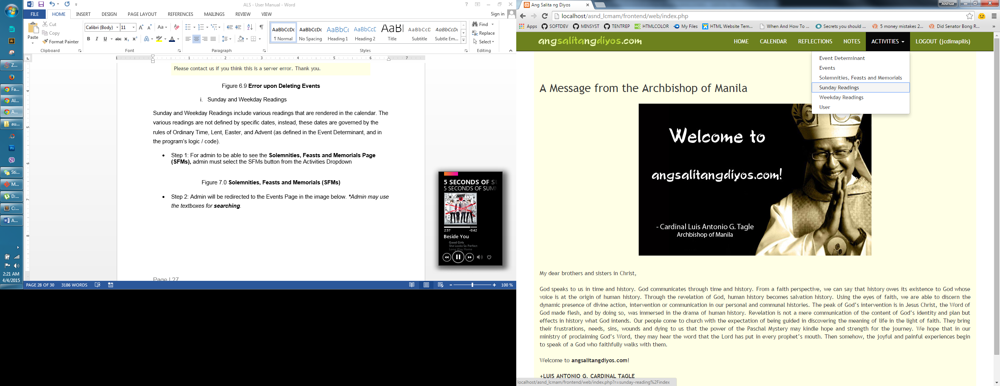 ALS - User Manual - Word
FILE
HOME
INSERT
DESIGN
PAGE LAYOUT
REFERENCES
MAILINGS
REVIEW
VIEW
Sign in
Paste
Cut
Copy
Format Painter
Clipboard
Calibri (Body)
11
Font
Paragraph
AaBbCcDc
¶ Normal
AaBbCcDc
No Spacing
AaBbCc
Heading 1
AaBbCcD
Heading 2
AaBl
Title
AaBbCcD
Subtitle
AaBbCcDc
Subtle Em...
Styles
Find
Replace
Select
Editing
Z...
Fa...
Al...
A...
au...
Sti...
M...
D:...
C:...
A...
2:21 AM
4/4/2015
Please contact us if you think this is a server error. Thank you.
Figure 6.9 Error upon Deleting Events
i. Sunday and Weekday Readings
Sunday and Weekday Readings include various readings that are rendered in the calendar. The
various readings are not defined by specific dates, instead, these dates are governed by the
rules of Ordinary Time, Lent, Easter, and Advent (as defined in the Event Determinant, and in
the program's logic / code).
• Step 1: For admin to be able to see the Solemnities, Feasts and Memorials Page
(SFMs), admin must select the SFMs button from the Activities Dropdown
Figure 7.0 Solemnities, Feasts and Memorials (SFMs)
• Step 2: Admin will be redirected to the Events Page in the image below. *Admin may use
the textboxes for searching.
Page | 27
PAGE 28 OF 30
3186 WORDS
100 %
5 SECONDS OF SU
5 SECONDS OF SUMM
2:57
-0:42
Beside You
Good Girls
She Looks So Perfect
Long Way Home
Ang Salita ng Diyos
Joshua
localhost/asnd_lcmam/frontend/web/index.php
Apps
SOFTDEV
MINSYST
TENTREP
HTMLCOLOR
My Files
HTML Website Tem...
When And How To ...
Secrets you should ...
5 money mistakes 2...
Did Senator Bong R...
angsalitangdiyos.com
HOME
CALENDAR
REFLECTIONS
NOTES
ACTIVITIES
LOGOUT (jcdimapilis)
Event Determinant
Events
Solemnities, Feasts and Memorials
Sunday Readings
Weekday Readings
User
A Message from the Archbishop of Manila
Welcome to
angsalitangdiyos.com!
- Cardinal Luis Antonio G. Tagle
Archbishop of Manila
My dear brothers and sisters in Christ,
God speaks to us in time and history. God communicates through time and history. From a faith perspective, we can say that history owes its existence to God whose
voice is at the origin of human history. Through the revelation of God, human history becomes salvation history. Using the eyes of faith, we are able to discern the
dynamic presence of divine action, intervention or communication in our personal and communal histories. The peak of God's intervention is in Jesus Christ, the Word of
God made flesh, and by doing so, was immersed in the drama of human history. Revelation is not a mere communication of the content of God's identity and plan but
effects in history what God intends. Our people come to church with the expectation of being guided in discovering the meaning of life in the light of faith. They bring
their frustrations, needs, sins, wounds and dying to us that the power of the Paschal Mystery may kindle hope and strength for the journey. We hope that in our
ministry of proclaiming God's Word, they may hear the word that the Lord has put in every prophet's mouth. Then somehow, the joyful and painful experiences begin
to speak of a God who faithfully walks with them.
Welcome to angsalitangdiyos.com!
+LUIS ANTONIO G. CARDINAL TAGLE
localhost/asnd_lcmam/frontend/web/index.php?r=sunday-reading%2Findex